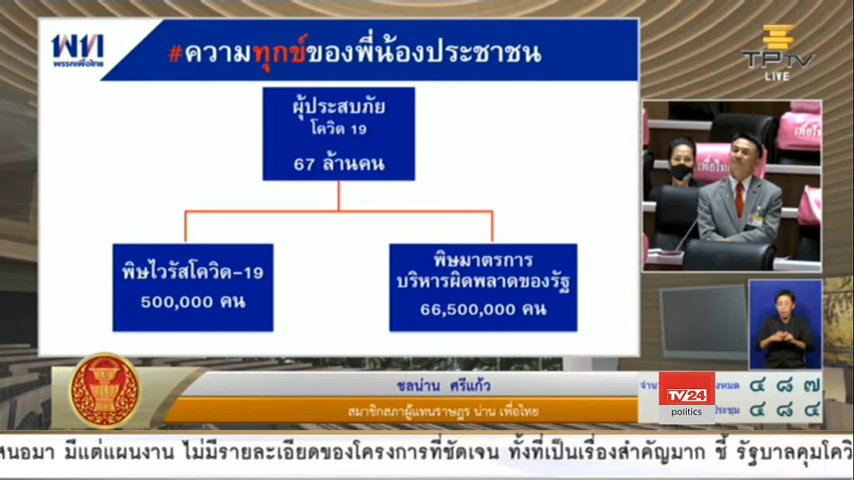 พท
พรรคเพื่อไทย
#ความทุกข์ของพี่น้องประชาชน
TPTV
LIVE
ผู้ประสบภัย
โควิด 19
67 ล้านคน
พิษไวรัสโควิด-19
500,000 คน
พิษมาตรการ
บริหารผิดพลาดของรัฐ
66,500,000 คน
เพื่อไทย
ชลน่าน ศรีแก้ว
สมาชิกสภาผู้แทนราษฎร น่าน เพื่อไทย
๔๘๗
๔๘๔
TV24
politics
สนอมา มีแต่แผนงาน ไม่มีรายละเอียดของโครงการที่ชัดเจน ทั้งที่เป็นเรื่องสำคัญมาก ชี้ รัฐบาลคุมโควิ